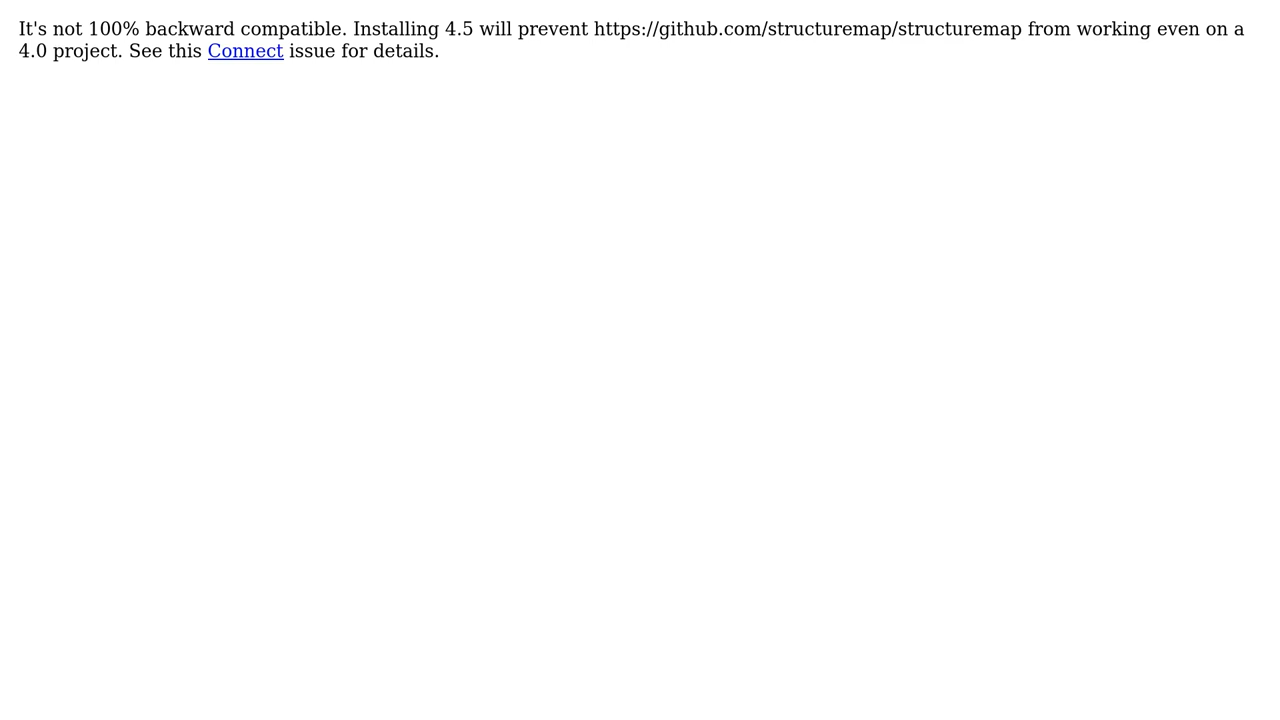 It's not 100% backward compatible. Installing 4.5 will prevent https://github.com/structuremap/structuremap from working even on a
4.0 project. See this Connect issue for details.